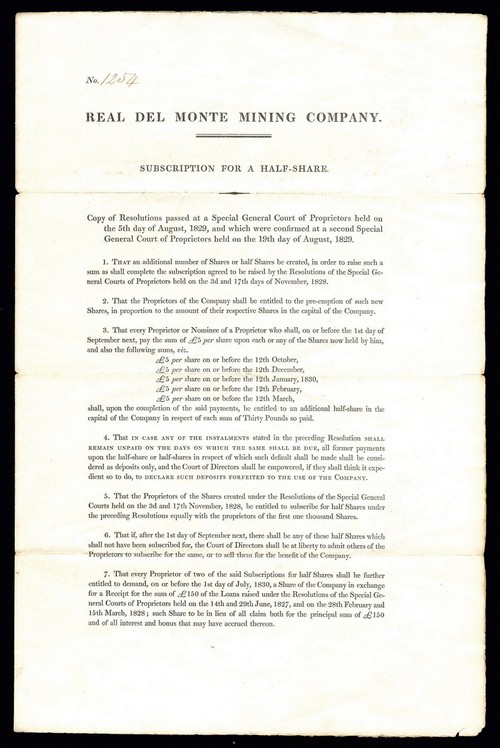 No. 1254
REAL DEL MONTE MINING COMPANY.
SUBSCRIPTION FOR A HALF-SHARE.
Copy of Resolutions passed at a Special General Court of Proprietors held on
the 5th day of August, 1829, and which were confirmed at a second Special
General Court of Proprietors held on the 19th day of August, 1829.
1. THAT an additional number of Shares or half Shares be created, in order to raise such a
sum as shall complete the subscription agreed to be raised by the Resolutions of the Special Ge-
neral Courts of Proprietors held on the 3d and 17th days of November, 1828.
2. That the Proprietors of the Company shall be entitled to the pre-emption of such new
Shares, in proportion to the amount of their respective Shares in the capital of the Company.
3. That every Proprietor or Nominee of a Proprietor who shall, on or before the 1st day of
September next, pay the sum of £5 per share upon each or any of the Shares now held by him,
and also the following sums, viz.
£5 per share on or before the 12th October,
£5 per share on or before the 12th December,
£5 per share on or before the 12th January, 1830,
£5 per share on or before the 12th February,
£5 per share on or before the 12th March,
shall, upon the completion of the said payments, be entitled to an additional half-share in the
capital of the Company in respect of each sum of Thirty Pounds so paid.
4. That IN CASE ANY OF THE INSTALMENTS stated in the preceding Resolution SHALL
REMAIN UNPAID ON THE DAYS ON WHICH THE SAME SHALL BE DUE, all former payments
upon the half-share or half-shares in respect of which such default shall be made shall be consi-
dered as deposits only, and the Court of Directors shall be empowered, if they shall think it expe-
dient so to do, to DECLARE SUCH DEPOSITS FORFEITED TO THE USE OF THE COMPANY.
5. That the Proprietors of the Shares created under the Resolutions of the Special General
Courts held on the 3d and 17th November, 1828, be entitled to subscribe for half Shares under
the preceding Resolutions equally with the proprietors of the first one thousand Shares.
6. That if, after the 1st day of September next, there shall be any of these half Shares which
shall not have been subscribed for, the Court of Directors shall be at liberty to admit others of the
Proprietors to subscribe for the same, or to sell them for the benefit of the Company.
7. That every Proprietor of two of the said Subscriptions for half Shares shall be further
entitled to demand, on or before the 1st day of July, 1830, a Share of the Company in exchange
for a Receipt for the sum of £150 of the Loans raised under the Resolutions of the Special Ge-
neral Courts of Proprietors held on the 14th and 29th June, 1827, and on the 28th February and
15th March, 1828; such Share to be in lieu of all claim both for the principal sum of £150
and of all interest and bonus that may have accrued thereon.